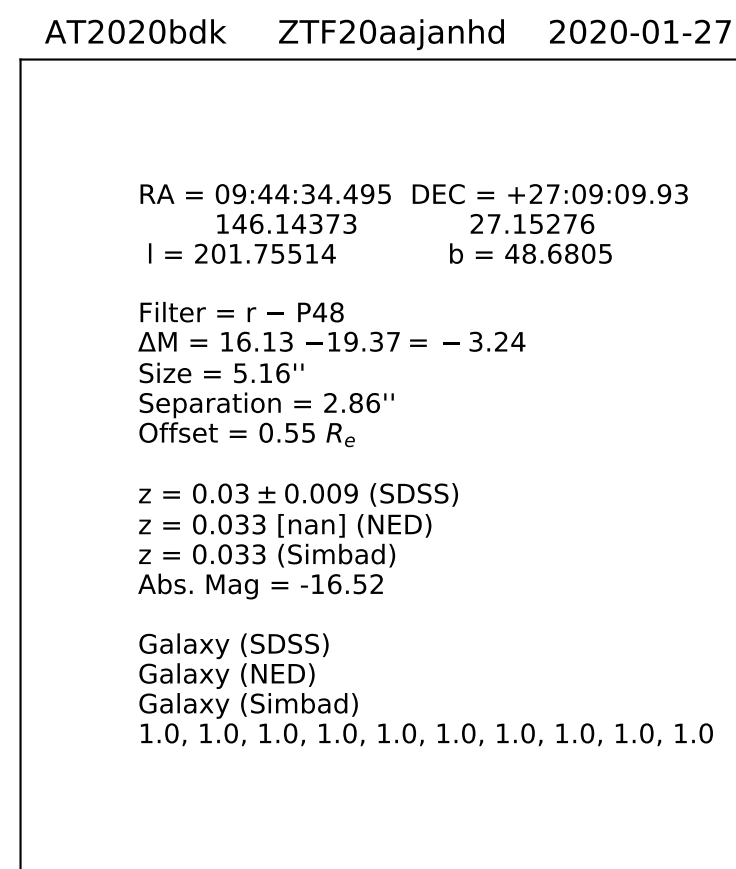 AT2020bdk ZTF20aajanhd 2020-01-27
RA = 09:44:34.495 DEC = +27:09:09.93
146.14373 27.15276
l = 201.75514 b = 48.6805
Filter = r − P48
ΔM = 16.13 −19.37 = −3.24
Size = 5.16''
Separation = 2.86''
Offset = 0.55 Rₑ
z = 0.03 ± 0.009 (SDSS)
z = 0.033 [nan] (NED)
z = 0.033 (Simbad)
Abs. Mag = -16.52
Galaxy (SDSS)
Galaxy (NED)
Galaxy (Simbad)
1.0, 1.0, 1.0, 1.0, 1.0, 1.0, 1.0, 1.0, 1.0, 1.0